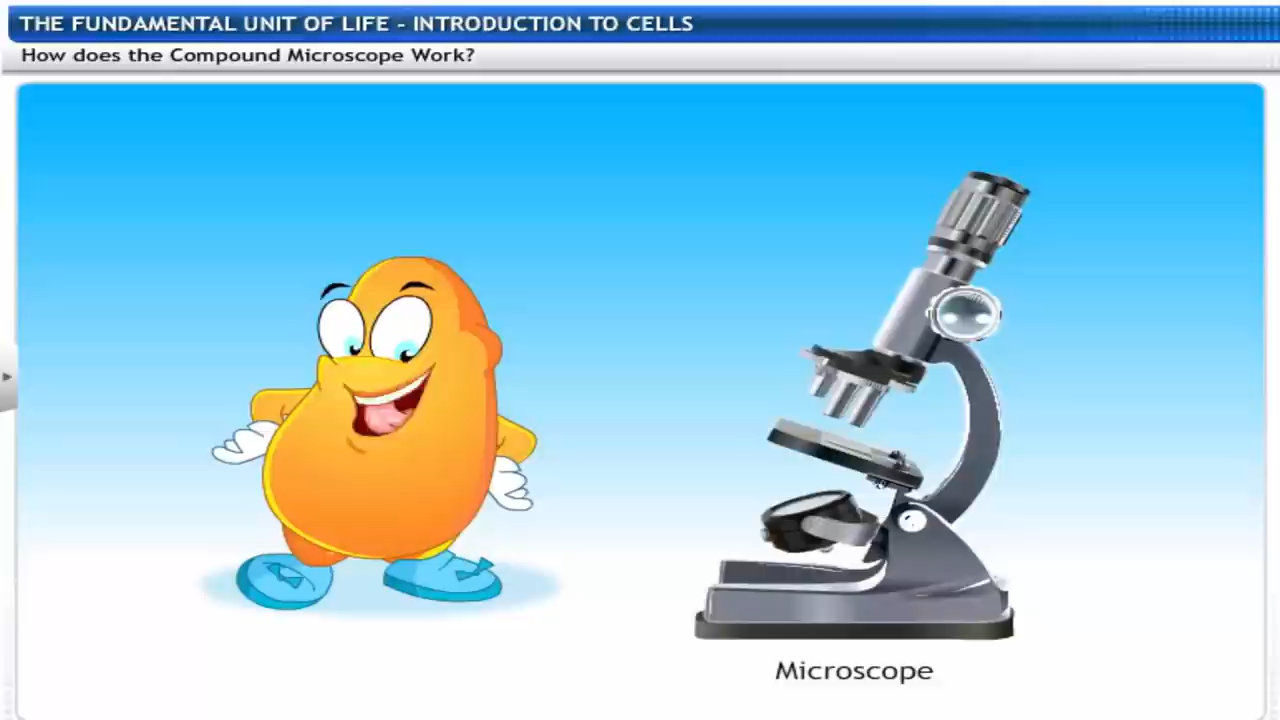 THE FUNDAMENTAL UNIT OF LIFE - INTRODUCTION TO CELLS
How does the Compound Microscope Work?
Microscope